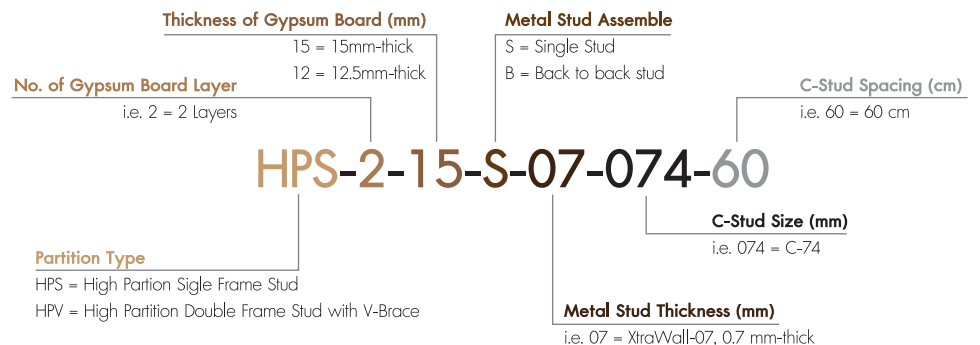 Thickness of Gypsum Board (mm)
15 = 15mm-thick
12 = 12.5mm-thick
Metal Stud Assemble
S = Single Stud
B = Back to back stud
No. of Gypsum Board Layer
i.e. 2 = 2 Layers
C-Stud Spacing (cm)
i.e. 60 = 60 cm
HPS-2-15-S-07-074-60
C-Stud Size (mm)
i.e. 074 = C-74
Partition Type
HPS = High Partion Sigle Frame Stud
HPV = High Partition Double Frame Stud with V-Brace
Metal Stud Thickness (mm)
i.e. 07 = XtraWall-07, 0.7 mm-thick